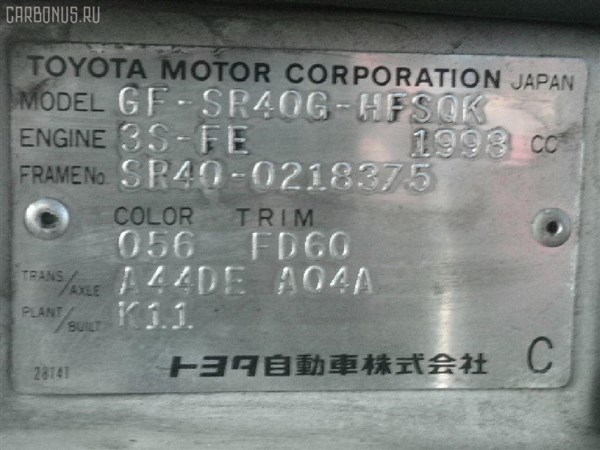 CARBONUS.RU
TOYOTA MOTOR CORPORATION JAPAN
MODEL GF-SR40G-HFSQK
ENGINE 3S-FE 1998 CC
FRAME No. SR40-0218375
COLOR TRIM
056 FD60
TRANS/AXLE A44DE A04A
PLANT/BUILT K11
28141 トヨタ自動車株式会社 C